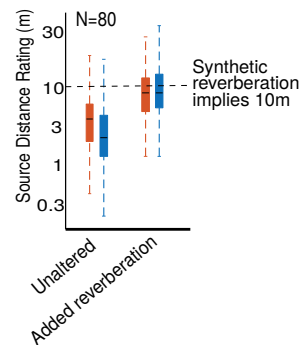 Source Distance Rating (m)
N=80
30
10
3
1
0.3
Synthetic
reverberation
implies 10m
Unaltered
Added reverberation